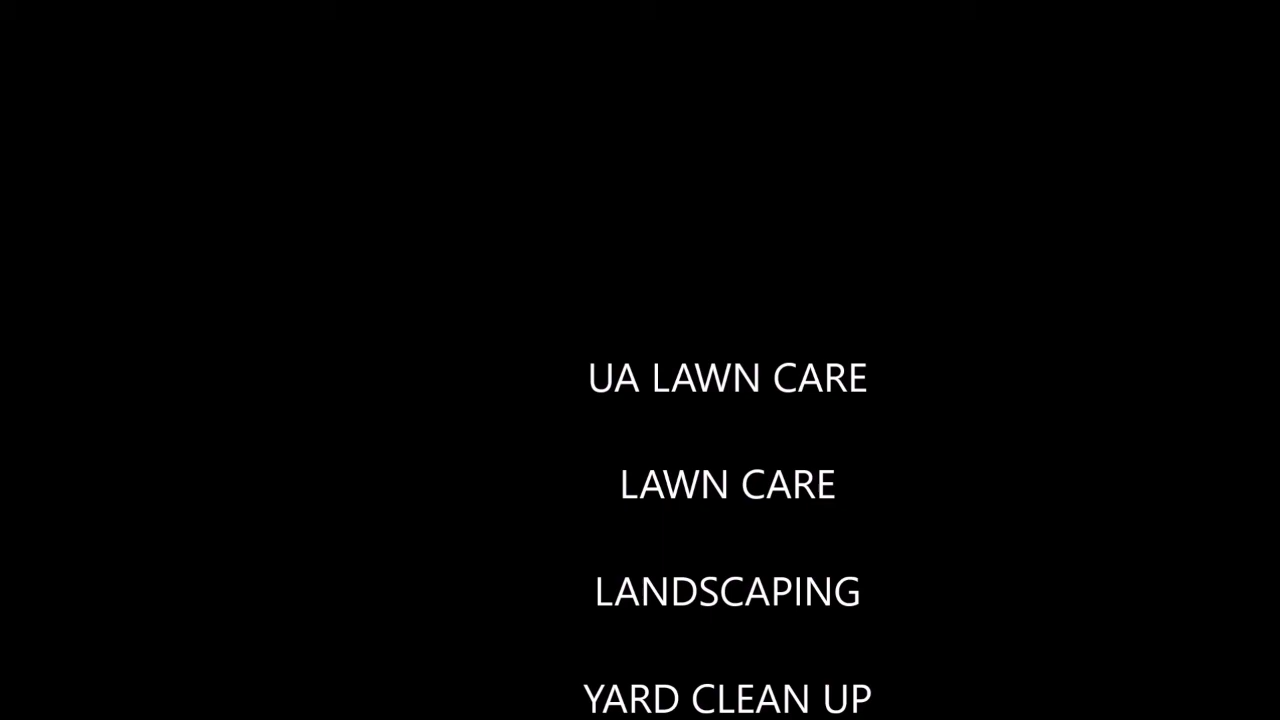 UA LAWN CARE
LAWN CARE
LANDSCAPING
YARD CLEAN UP